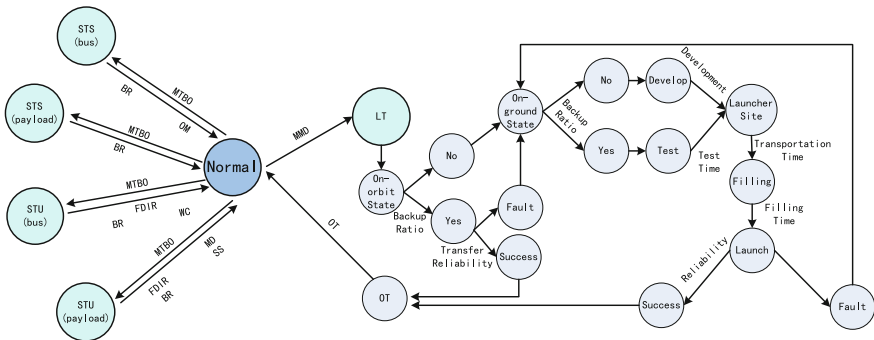 STS
(bus)
MTBO
BR
OM
STS
(payload)
MTBO
BR
Normal
STU
(bus)
MTBO
FDIR
BR
WC
STU
(payload)
MTBO
MD
SS
FDIR
BR
MMD
LT
On-
orbit
State
Backup
Ratio
No
Yes
Transfer
Reliability
Fault
Success
OT
OT
On-
ground
State
Backup
Ratio
No
Develop
Development
Yes
Test
Test
Time
Launcher
Site
Transportation
Time
Filling
Filling
Time
Launch
Reliability
Success
Fault